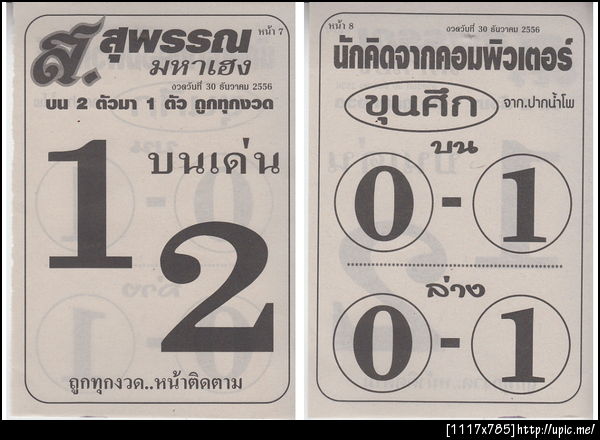 หน้า 7
ส. สุพรรณ
มหาเฮง
งวดวันที่ 30 ธันวาคม 2556
บน 2 ตัวมา 1 ตัว ถูกทุกงวด
บนเด่น
1
2
ถูกทุกงวด..หน้าติดตาม
หน้า 8
งวดวันที่ 30 ธันวาคม 2556
นักคิดจากคอมพิวเตอร์
ขุนศึก จาก.ปากน้ำโพ
บน
0 - 1
ล่าง
0 - 1
[1117x785]http://upic.me/